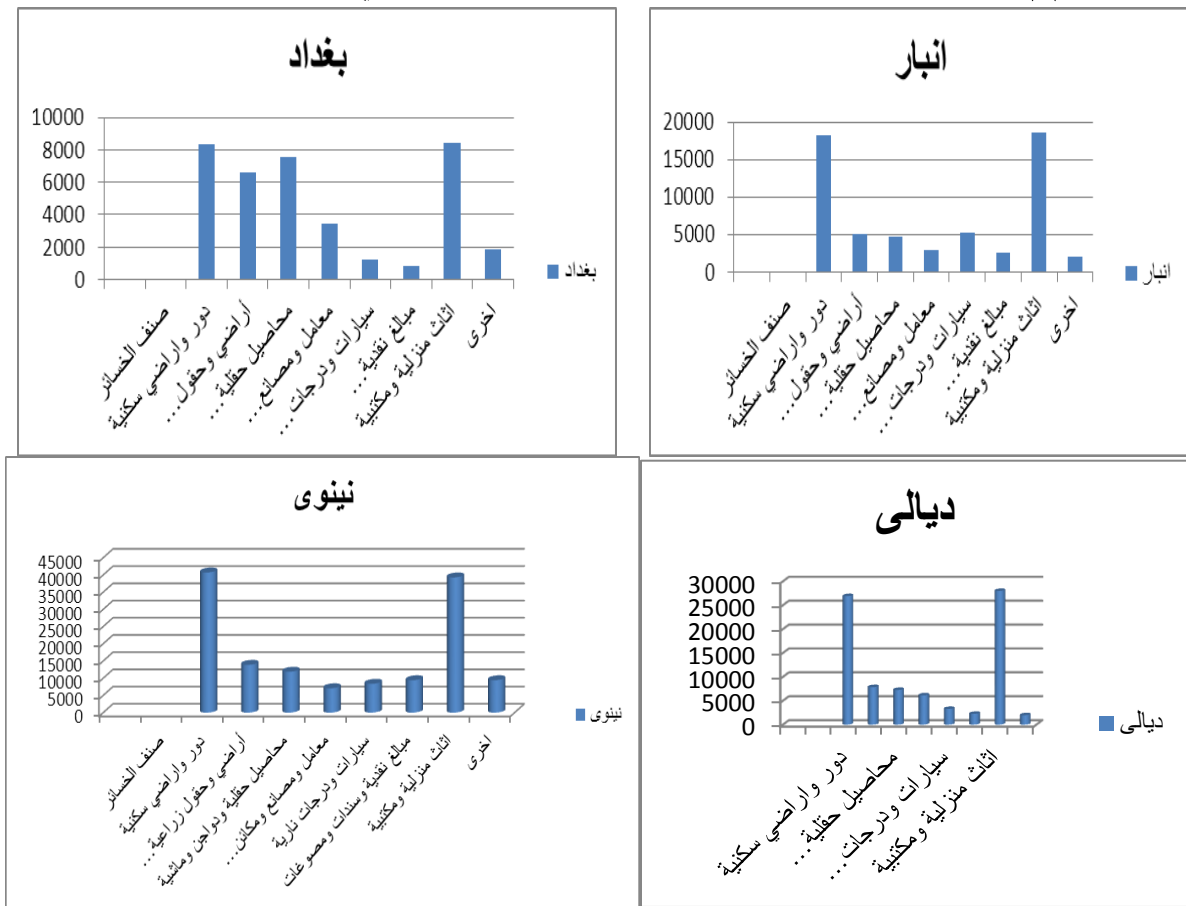 بغداد
10000
8000
6000
4000
2000
0
صنف الخسائر
دور واراضي سكنية
أراضي وحقول...
محاصيل حقلية...
معامل ومصانع...
سيارات ودرجات ...
مبالغ نقدية ...
اثاث منزلية ومكتبية
اخرى
بغداد
انبار
20000
15000
10000
5000
0
صنف الخسائر
دور واراضي سكنية
أراضي وحقول...
محاصيل حقلية...
معامل ومصانع...
سيارات ودرجات ...
مبالغ نقدية ...
اثاث منزلية ومكتبية
اخرى
انبار
نينوى
45000
40000
35000
30000
25000
20000
15000
10000
5000
0
صنف الخسائر
دور واراضي سكنية
أراضي وحقول زراعية...
محاصيل حقلية ودواجن وماشية
معامل ومصانع ومكائن...
سيارات ودرجات نارية
مبالغ نقدية وسندات ومصوغات
اثاث منزلية ومكتبية
اخرى
نينوى
ديالى
30000
25000
20000
15000
10000
5000
0
دور واراضي سكنية
محاصيل حقلية...
سيارات ودرجات...
اثاث منزلية ومكتبية
ديالى